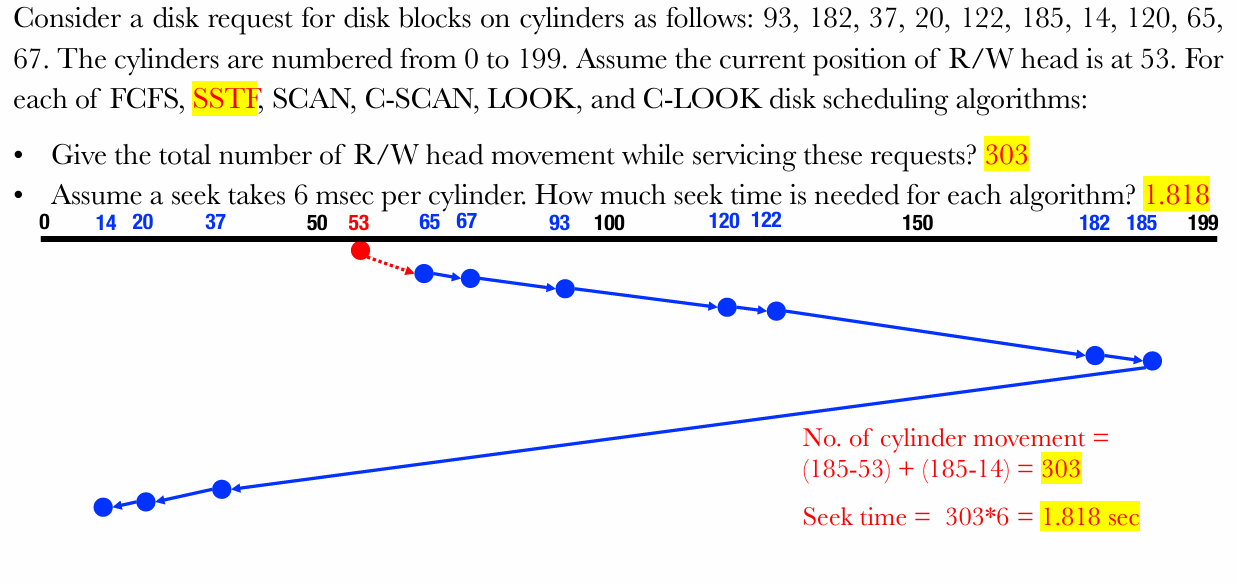 Consider a disk request for disk blocks on cylinders as follows: 93, 182, 37, 20, 122, 185, 14, 120, 65,
67. The cylinders are numbered from 0 to 199. Assume the current position of R/W head is at 53. For
each of FCFS, SSTF, SCAN, C-SCAN, LOOK, and C-LOOK disk scheduling algorithms:
• Give the total number of R/W head movement while servicing these requests? 303
• Assume a seek takes 6 msec per cylinder. How much seek time is needed for each algorithm? 1.818
0 14 20 37 50 53 65 67 93 100 120 122 150 182 185 199
No. of cylinder movement =
(185-53) + (185-14) = 303
Seek time = 303*6 = 1.818 sec